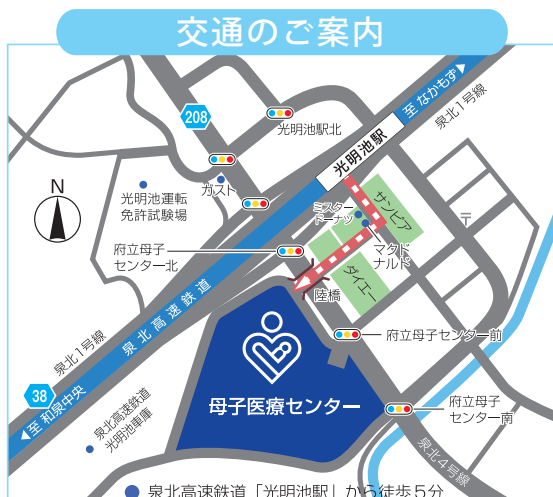 交通のご案内
至 なかもず
泉北1号線
208
光明池駅北
光明池駅
N
ガスト
光明池運転
免許試験場
サンピア
ミスター
ドーナツ
〒
マクド
ナルド
府立母子
センター北
ダイエー
陸橋
泉北高速鉄道
泉北1号線
府立母子センター前
38
至 和泉中央
母子医療センター
府立母子
センター南
泉北高速鉄道
光明池車庫
泉北4号線
泉北高速鉄道「光明池駅」から徒歩5分